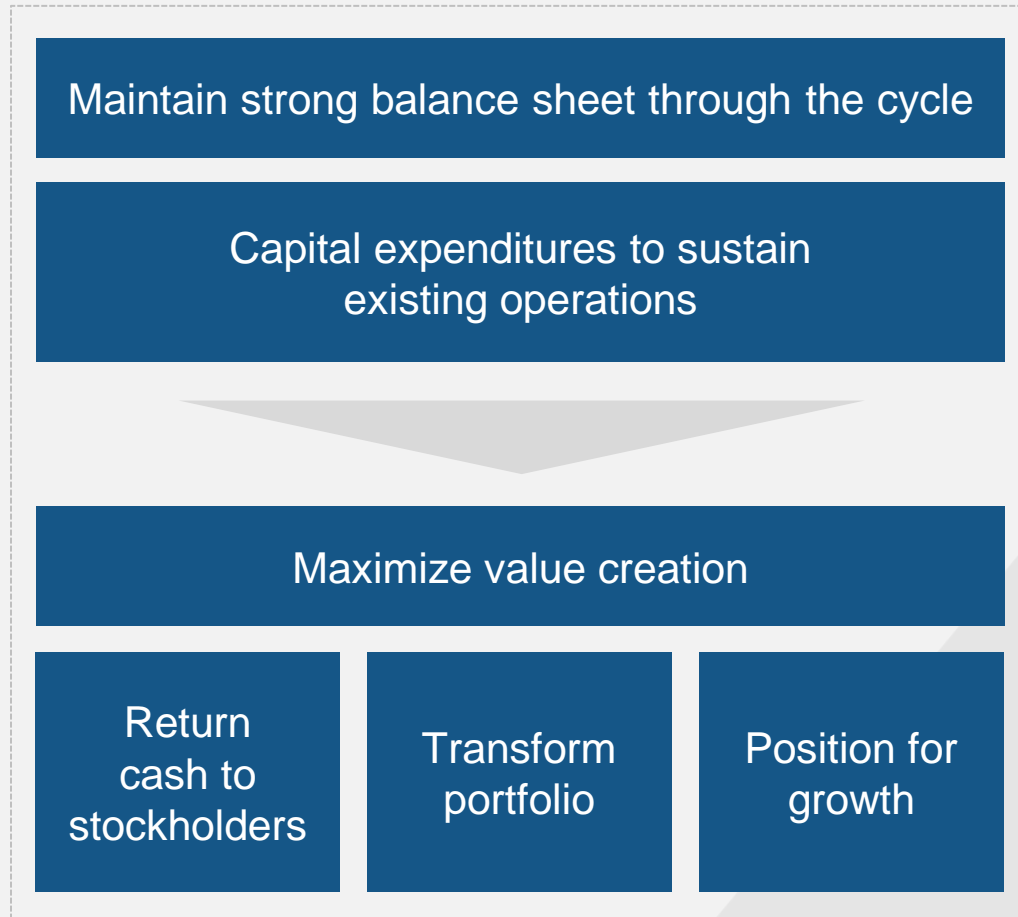 Maintain strong balance sheet through the cycle
Capital expenditures to sustain
existing operations
Maximize value creation
Return
cash to
stockholders
Transform
portfolio
Position for
growth